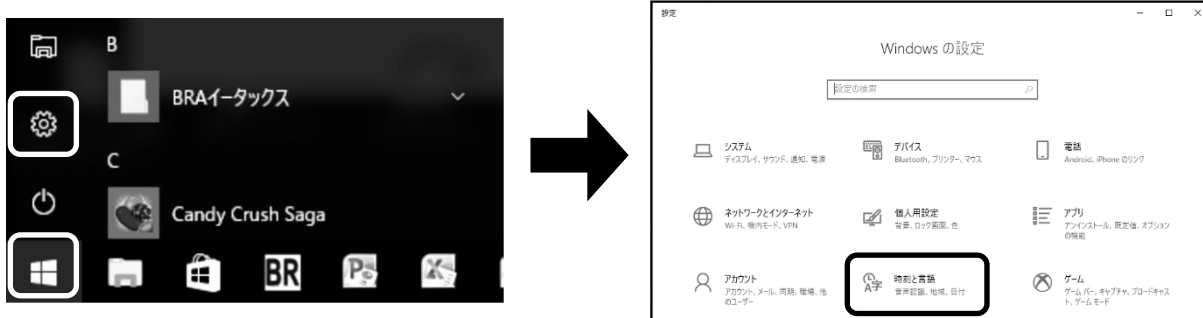 B
BRAイータックス
C
Candy Crush Saga
BR
設定
Windows の設定
設定の検索
システム
ディスプレイ、サウンド、通知、電源
デバイス
Bluetooth、プリンター、マウス
電話
Android、iPhone のリンク
ネットワークとインターネット
Wi-Fi、機内モード、VPN
個人用設定
背景、ロック画面、色
アプリ
アンインストール、既定値、オプション
の機能
アカウント
アカウント、メール、同期、職場、他
のユーザー
時刻と言語
音声認識、地域、日付
ゲーム
ゲーム バー、キャプチャ、ブロードキャス
ト、ゲーム モード